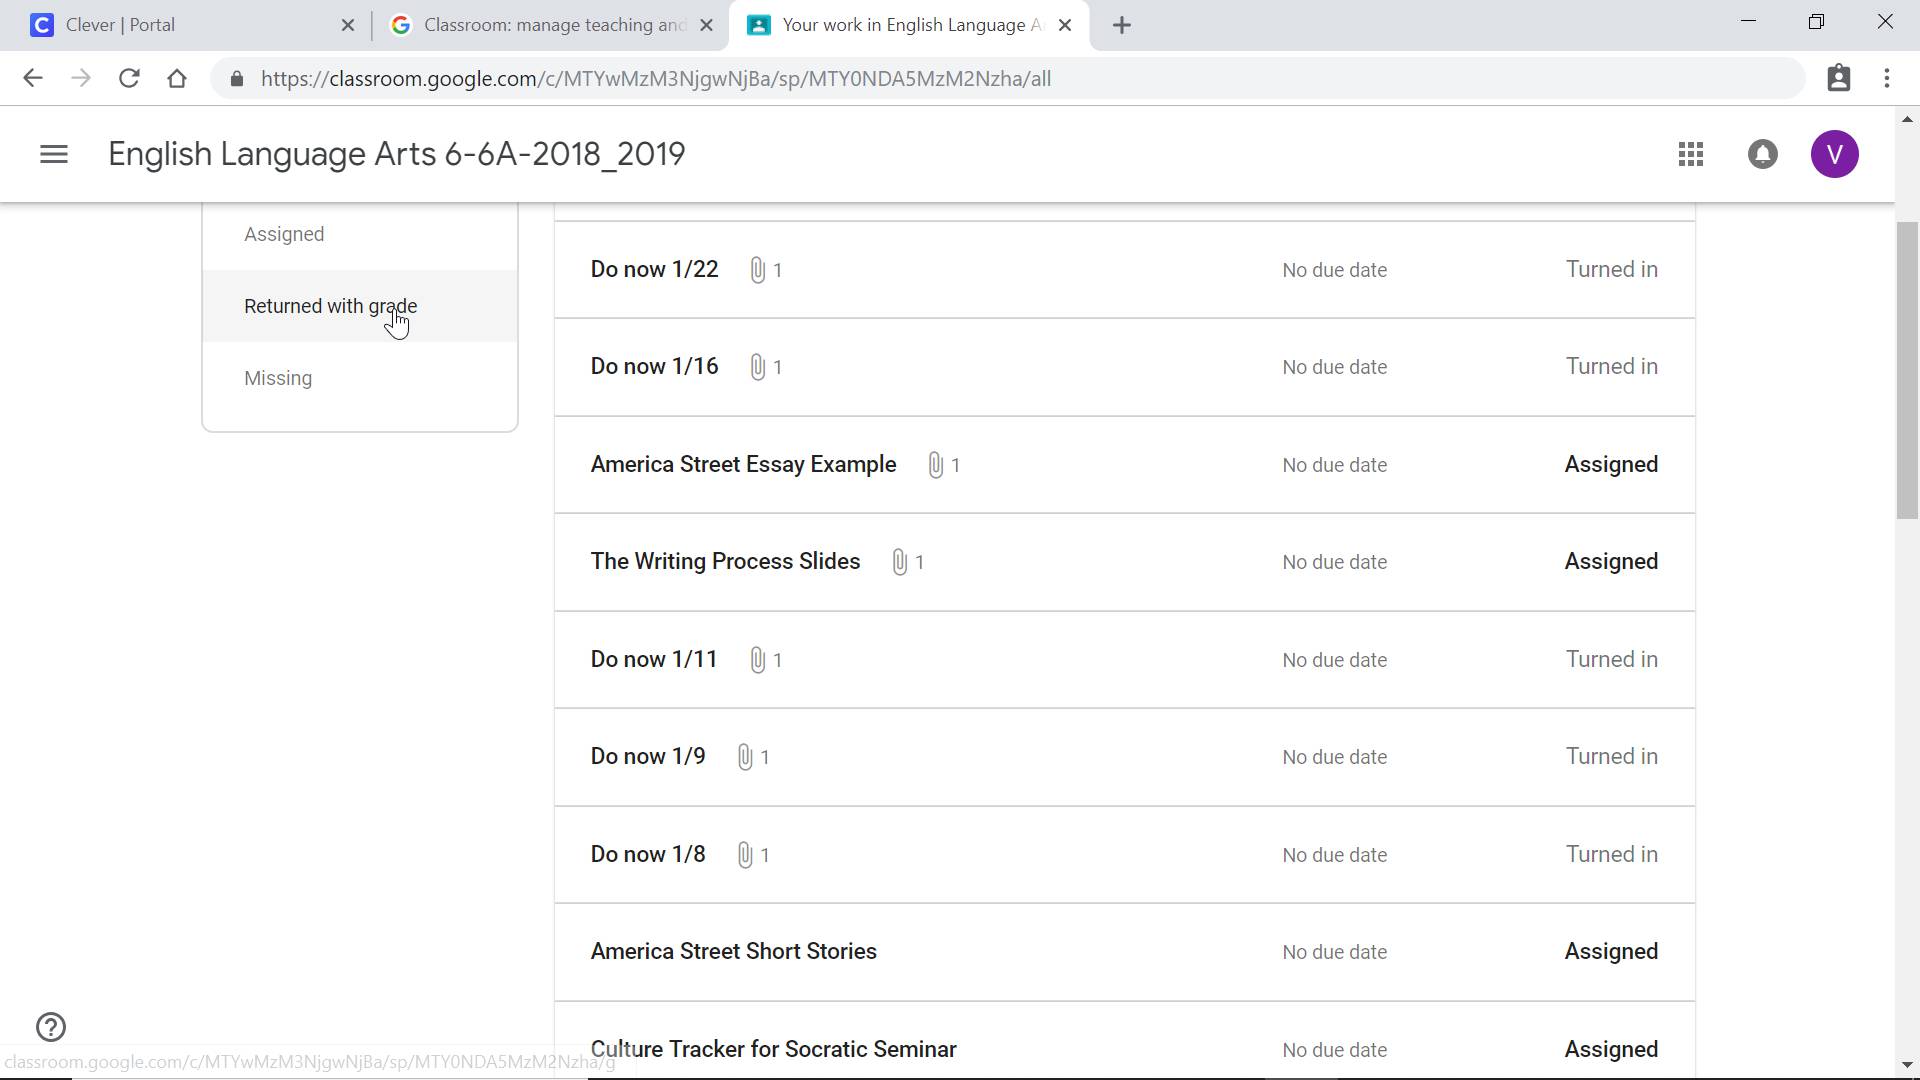 Clever | Portal
Classroom: manage teaching and
Your work in English Language A
https://classroom.google.com/c/MTYwMzM3NjgwNjBa/sp/MTY0NDA5MzM2Nzha/all
English Language Arts 6-6A-2018_2019
V
Assigned
Returned with grade
Missing
Do now 1/22 1 No due date Turned in
Do now 1/16 1 No due date Turned in
America Street Essay Example 1 No due date Assigned
The Writing Process Slides 1 No due date Assigned
Do now 1/11 1 No due date Turned in
Do now 1/9 1 No due date Turned in
Do now 1/8 1 No due date Turned in
America Street Short Stories No due date Assigned
Culture Tracker for Socratic Seminar No due date Assigned
classroom.google.com/c/MTYwMzM3NjgwNjBa/sp/MTY0NDA5MzM2Nzha/g